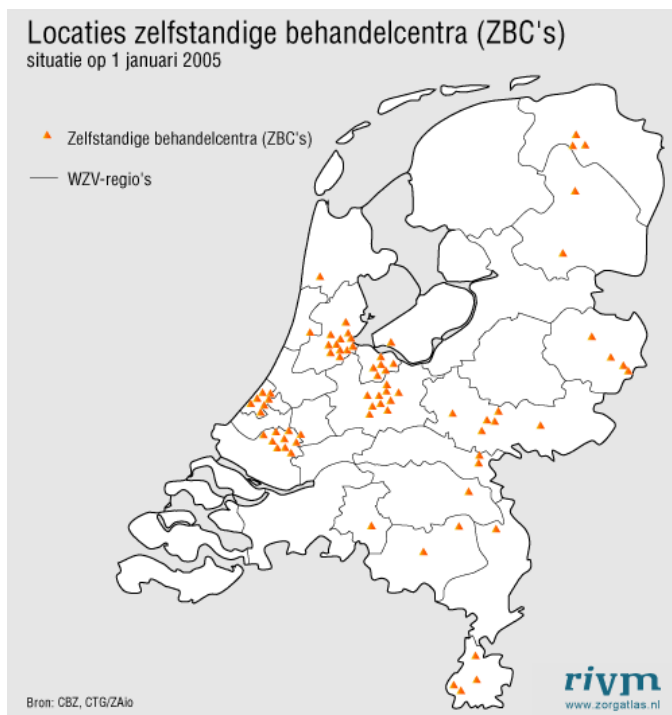 Locaties zelfstandige behandelcentra (ZBC's)
situatie op 1 januari 2005
Zelfstandige behandelcentra (ZBC's)
WZV-regio's
Bron: CBZ, CTG/ZAio
rivm
www.zorgatlas.nl